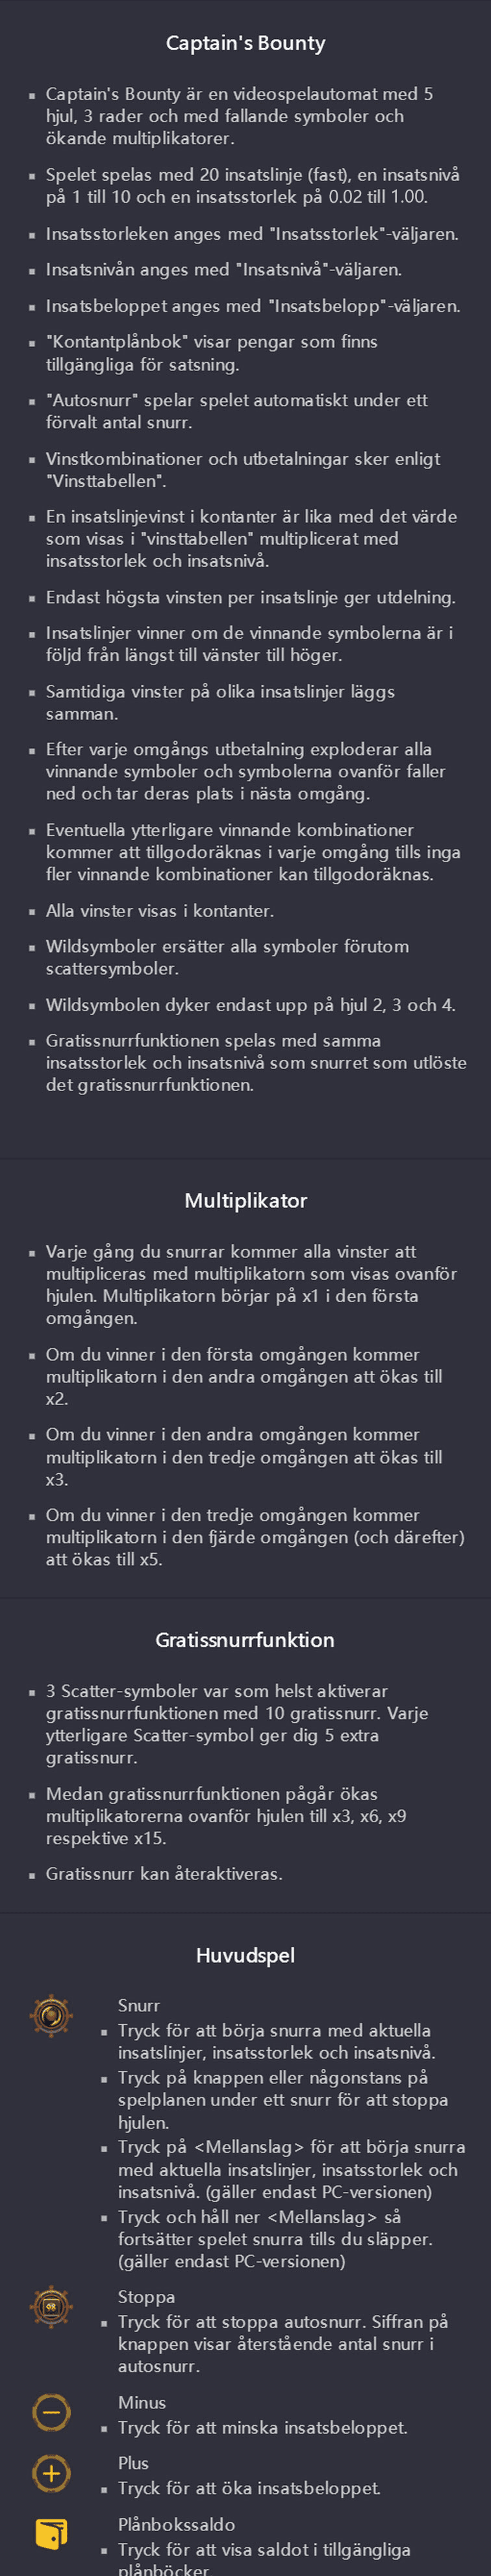 Captain's Bounty
▪ Captain's Bounty är en videospelautomat med 5
hjul, 3 rader och med fallande symboler och
ökande multiplikatorer.
▪ Spelet spelas med 20 insatslinje (fast), en insatsnivå
på 1 till 10 och en insatsstorlek på 0.02 till 1.00.
▪ Insatsstorleken anges med "Insatsstorlek"-väljaren.
▪ Insatsnivån anges med "Insatsnivå"-väljaren.
▪ Insatsbeloppet anges med "Insatsbelopp"-väljaren.
▪ "Kontantplånbok" visar pengar som finns
tillgängliga för satsning.
▪ "Autosnurr" spelar spelet automatiskt under ett
förvalt antal snurr.
▪ Vinstkombinationer och utbetalningar sker enligt
"Vinsttabellen".
▪ En insatslinjevinst i kontanter är lika med det värde
som visas i "vinsttabellen" multiplicerat med
insatsstorlek och insatsnivå.
▪ Endast högsta vinsten per insatslinje ger utdelning.
▪ Insatslinjer vinner om de vinnande symbolerna är i
följd från längst till vänster till höger.
▪ Samtidiga vinster på olika insatslinjer läggs
samman.
▪ Efter varje omgångs utbetalning exploderar alla
vinnande symboler och symbolerna ovanför faller
ned och tar deras plats i nästa omgång.
▪ Eventuella ytterligare vinnande kombinationer
kommer att tillgodoräknas i varje omgång tills inga
fler vinnande kombinationer kan tillgodoräknas.
▪ Alla vinster visas i kontanter.
▪ Wildsymboler ersätter alla symboler förutom
scattersymboler.
▪ Wildsymbolen dyker endast upp på hjul 2, 3 och 4.
▪ Gratissnurrfunktionen spelas med samma
insatsstorlek och insatsnivå som snurret som utlöste
det gratissnurrfunktionen.
Multiplikator
▪ Varje gång du snurrar kommer alla vinster att
multipliceras med multiplikatorn som visas ovanför
hjulen. Multiplikatorn börjar på x1 i den första
omgången.
▪ Om du vinner i den första omgången kommer
multiplikatorn i den andra omgången att ökas till
x2.
▪ Om du vinner i den andra omgången kommer
multiplikatorn i den tredje omgången att ökas till
x3.
▪ Om du vinner i den tredje omgången kommer
multiplikatorn i den fjärde omgången (och därefter)
att ökas till x5.
Gratissnurrfunktion
▪ 3 Scatter-symboler var som helst aktiverar
gratissnurrfunktionen med 10 gratissnurr. Varje
ytterligare Scatter-symbol ger dig 5 extra
gratissnurr.
▪ Medan gratissnurrfunktionen pågår ökas
multiplikatorerna ovanför hjulen till x3, x6, x9
respektive x15.
▪ Gratissnurr kan återaktiveras.
Huvudspel
Snurr
▪ Tryck för att börja snurra med aktuella
insatslinjer, insatsstorlek och insatsnivå.
▪ Tryck på knappen eller någonstans på
spelplanen under ett snurr för att stoppa
hjulen.
▪ Tryck på <Mellanslag> för att börja snurra
med aktuella insatslinjer, insatsstorlek och
insatsnivå. (gäller endast PC-versionen)
▪ Tryck och håll ner <Mellanslag> så
fortsätter spelet snurra tills du släpper.
(gäller endast PC-versionen)
Stoppa
▪ Tryck för att stoppa autosnurr. Siffran på
knappen visar återstående antal snurr i
autosnurr.
Minus
▪ Tryck för att minska insatsbeloppet.
Plus
▪ Tryck för att öka insatsbeloppet.
Plånbokssaldo
▪ Tryck för att visa saldot i tillgängliga
plånböcker